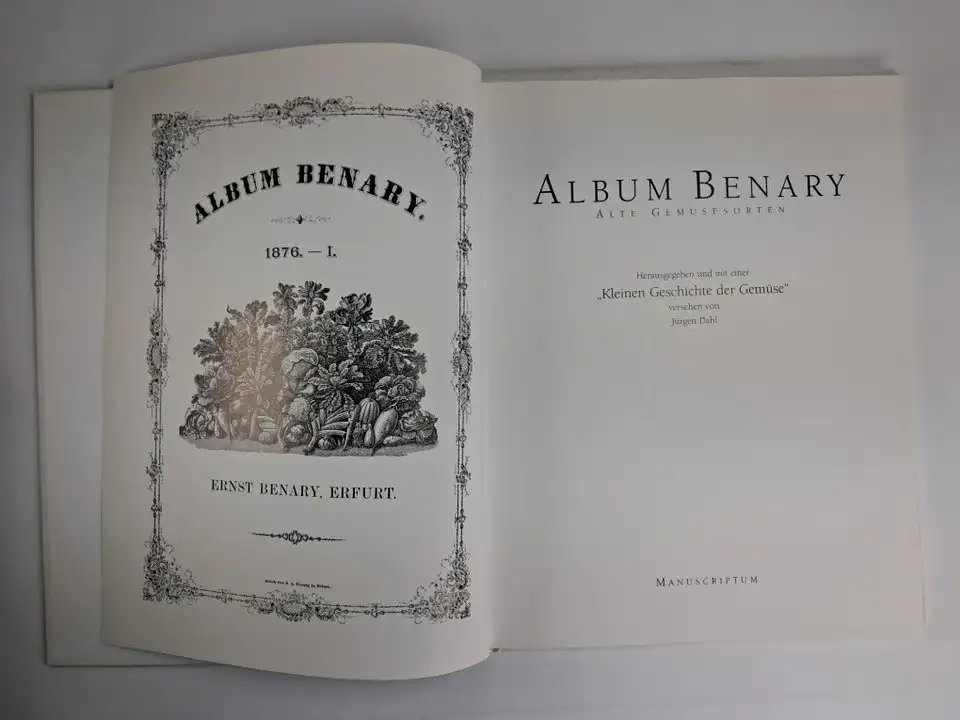 ALBUM BENARY.
1876. — I.
ERNST BENARY, ERFURT.
ALBUM BENARY
ALTE GEMÜSESORTEN
Herausgegeben und mit einer
„Kleinen Geschichte der Gemüse“
versehen von
Jürgen Dahl
MANUSCRIPTUM